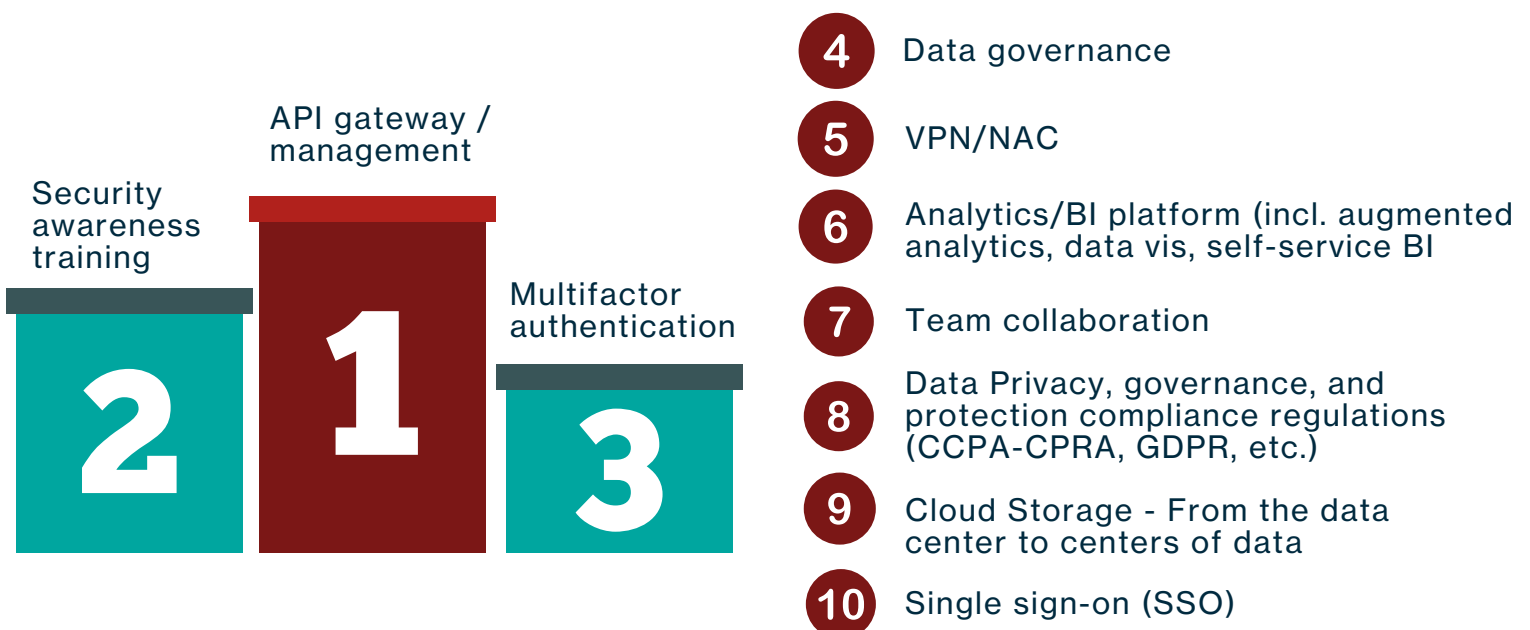 API gateway /
management
Security
awareness
training
Multifactor
authentication
2
1
3
4 Data governance
5 VPN/NAC
6 Analytics/BI platform (incl. augmented
analytics, data vis, self-service BI
7 Team collaboration
8 Data Privacy, governance, and
protection compliance regulations
(CCPA-CPRA, GDPR, etc.)
9 Cloud Storage - From the data
center to centers of data
10 Single sign-on (SSO)